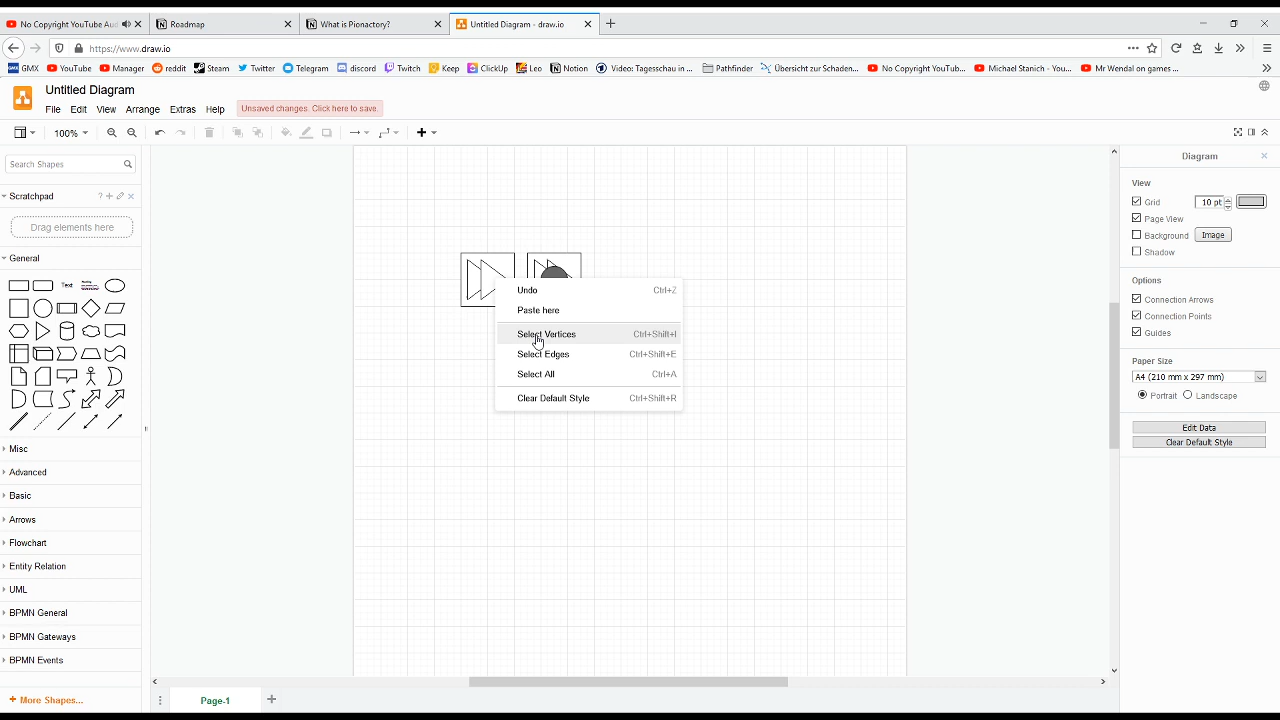 No Copyright YouTube Aud
Roadmap
What is Pionactory?
Untitled Diagram - draw.io
https://www.draw.io
GMX
YouTube
Manager
reddit
Steam
Twitter
Telegram
discord
Twitch
Keep
ClickUp
Notion
Video: Tagesschau in ...
Pathfinder
Übersicht zur Schaden...
No Copyright YouTub...
Michael Stanich - You...
Mr Wendal on games...
Untitled Diagram
File Edit View Arrange Extras Help
Unsaved changes. Click here to save.
100%
Search Shapes
Scratchpad
Drag elements here
General
Text
Misc
Advanced
Basic
Arrows
Flowchart
Entity Relation
UML
BPMN General
BPMN Gateways
BPMN Events
+ More Shapes...
Undo Ctrl+Z
Paste here
Select Vertices Ctrl+Shift+I
Select Edges Ctrl+Shift+E
Select All Ctrl+A
Clear Default Style Ctrl+Shift+R
Page-1
Diagram
View
Grid 10 pt
Page View
Background Image
Shadow
Options
Connection Arrows
Connection Points
Guides
Paper Size
A4 (210 mm x 297 mm)
Portrait Landscape
Edit Data
Clear Default Style